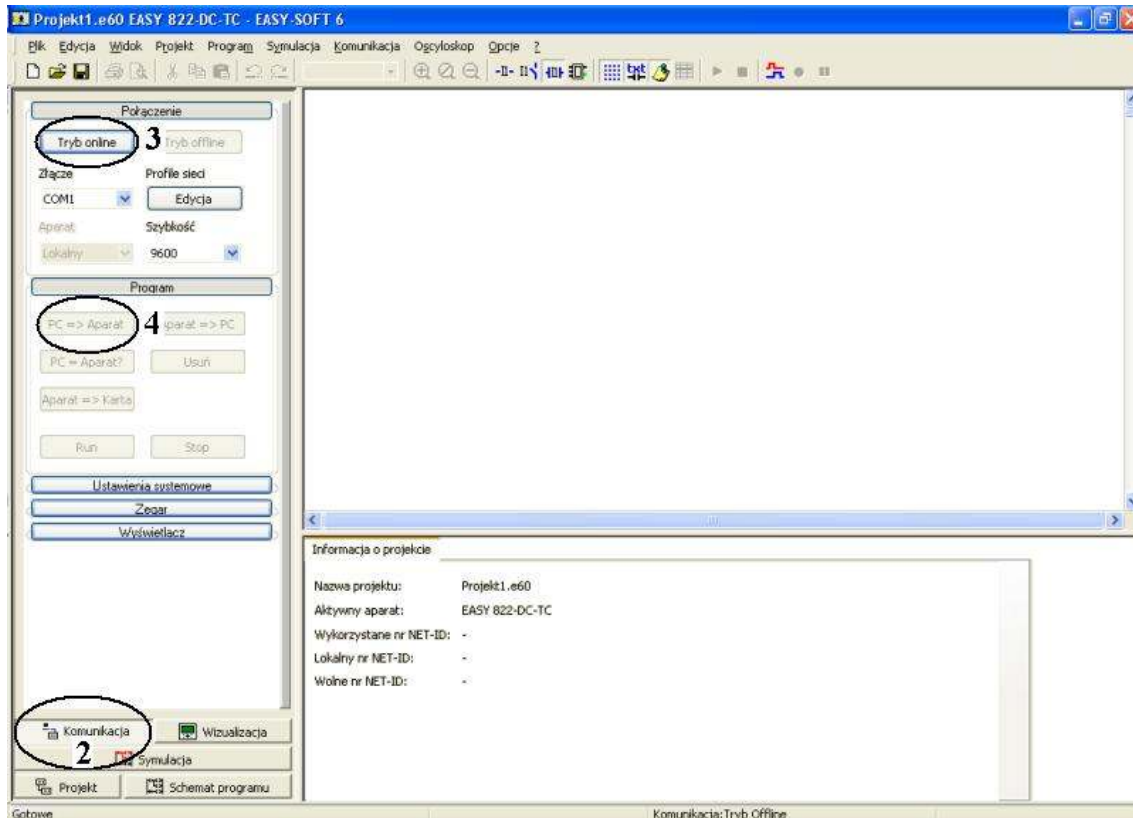 Projekt1.e60 EASY 822-DC-TC - EASY-SOFT 6
Plik Edycja Widok Projekt Program Symulacja Komunikacja Oscyloskop Opcje ?
txt
Połączenie
Tryb online 3 Tryb offline
Złącze Profile sieci
COM1 Edycja
Aparat Szybkość
Lokalny 9600
Program
PC => Aparat 4 parat => PC
PC = Aparat? Usuń
Aparat => Karta
Run Stop
Ustawienia systemowe
Zegar
Wyświetlacz
Informacja o projekcie
Nazwa projektu: Projekt1.e60
Aktywny aparat: EASY 822-DC-TC
Wykorzystane nr NET-ID: -
Lokalny nr NET-ID: -
Wolne nr NET-ID: -
Komunikacja Wizualizacja
2 Symulacja
Projekt Schemat programu
Gotowe Komunikacja:Tryb Offline